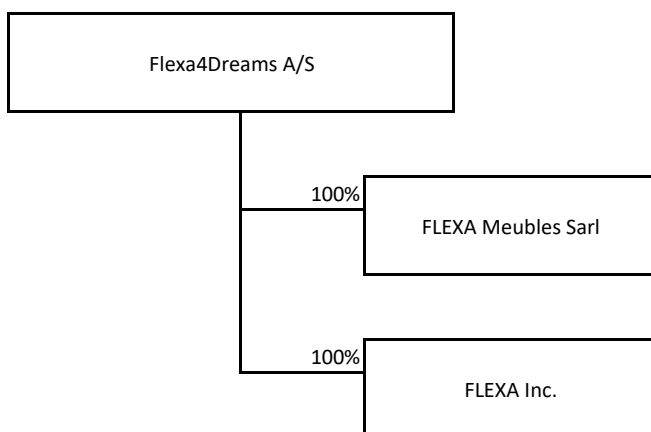 Flexa4Dreams A/S
100%
FLEXA Meubles Sarl
100%
FLEXA Inc.